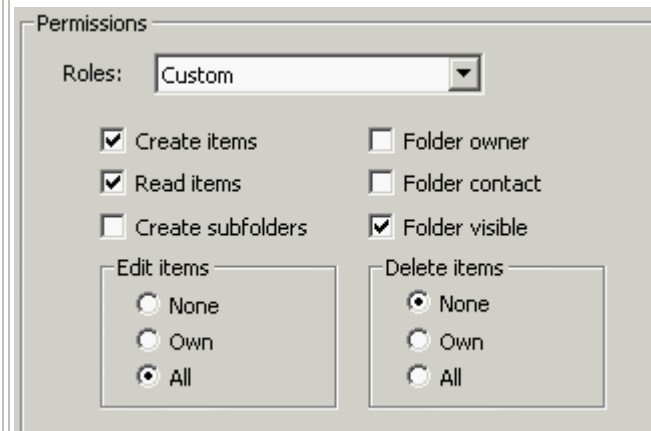 Permissions
Roles: Custom
Create items Folder owner
Read items Folder contact
Create subfolders Folder visible
Edit items Delete items
None None
Own Own
All All